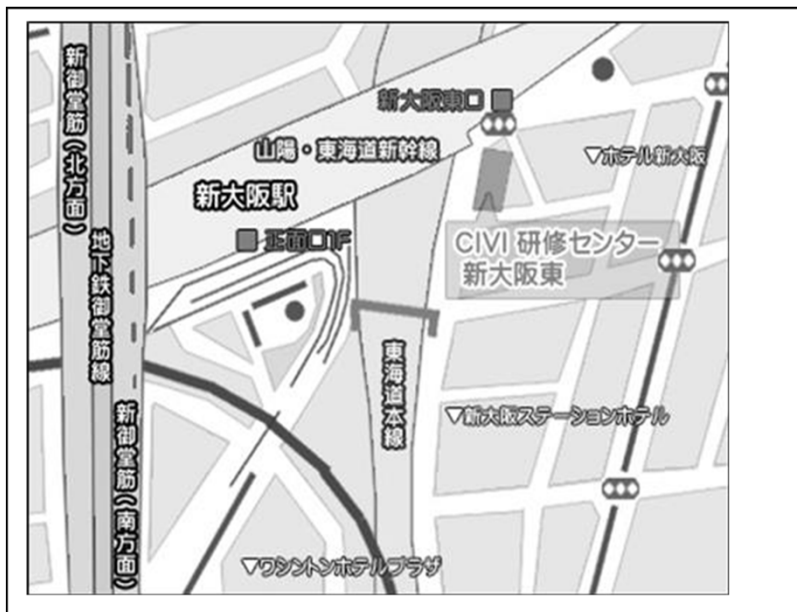 新御堂筋(北方面)
新大阪東口
山陽・東海道新幹線
▼ホテル新大阪
新大阪駅
正面口1F
CIVI 研修センター
新大阪東
地下鉄御堂筋線
東海道本線
▼新大阪ステーションホテル
新御堂筋(南方面)
▼ワシントンホテルプラザ